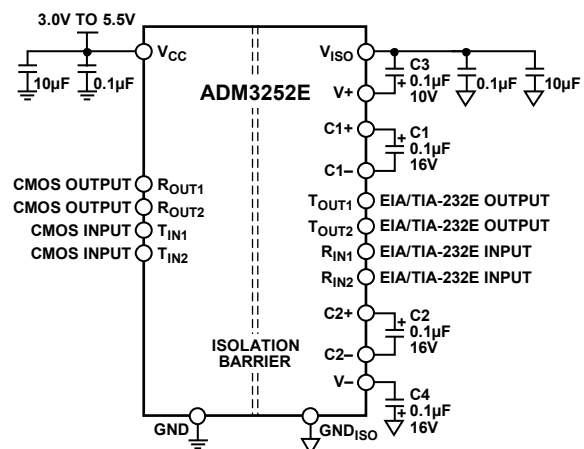 3.0V TO 5.5V
10µF
0.1µF
VCC
ADM3252E
VISO
V+
+ C3
0.1µF
10V
0.1µF
10µF
C1+
C1–
+ C1
0.1µF
16V
CMOS OUTPUT ROUT1
CMOS OUTPUT ROUT2
CMOS INPUT TIN1
CMOS INPUT TIN2
TOUT1 EIA/TIA-232E OUTPUT
TOUT2 EIA/TIA-232E OUTPUT
RIN1 EIA/TIA-232E INPUT
RIN2 EIA/TIA-232E INPUT
C2+
C2–
+ C2
0.1µF
16V
ISOLATION
BARRIER
V–
C4
+ 0.1µF
16V
GND
GNDISO